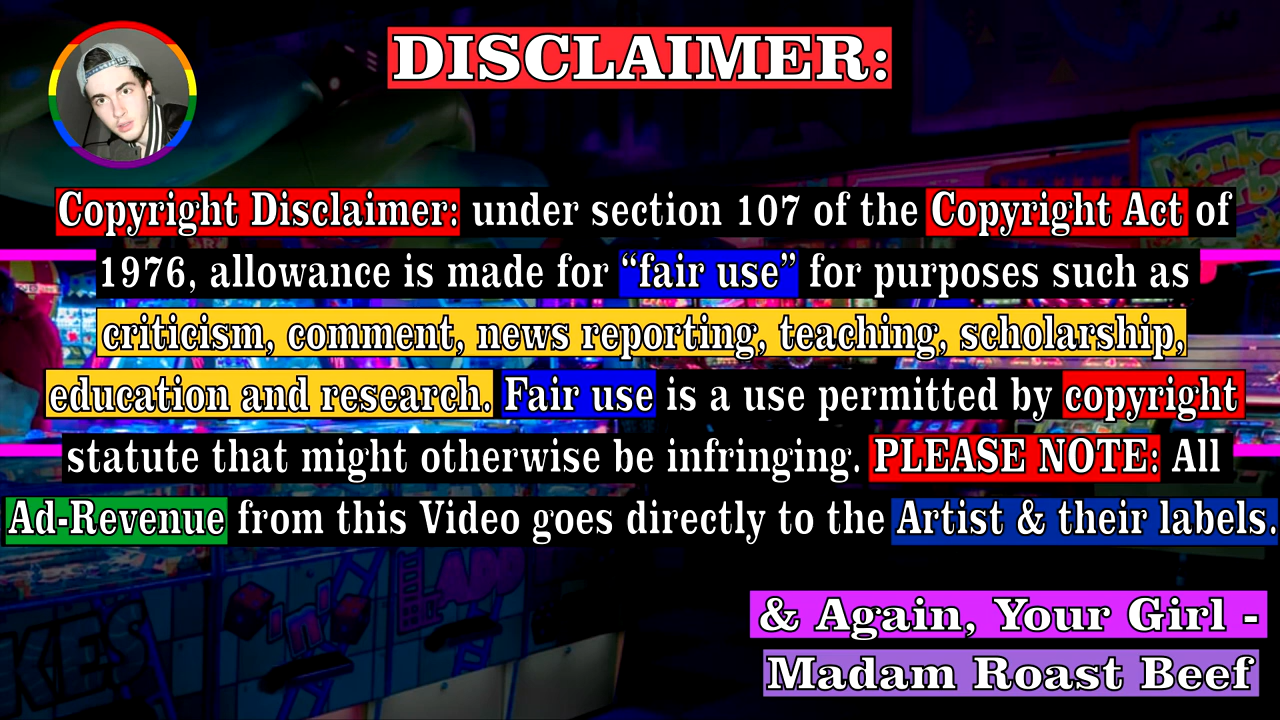 DISCLAIMER:
Copyright Disclaimer: under section 107 of the Copyright Act of
1976, allowance is made for “fair use” for purposes such as
criticism, comment, news reporting, teaching, scholarship,
education and research. Fair use is a use permitted by copyright
statute that might otherwise be infringing. PLEASE NOTE: All
Ad-Revenue from this Video goes directly to the Artist & their labels.
& Again, Your Girl -
Madam Roast Beef